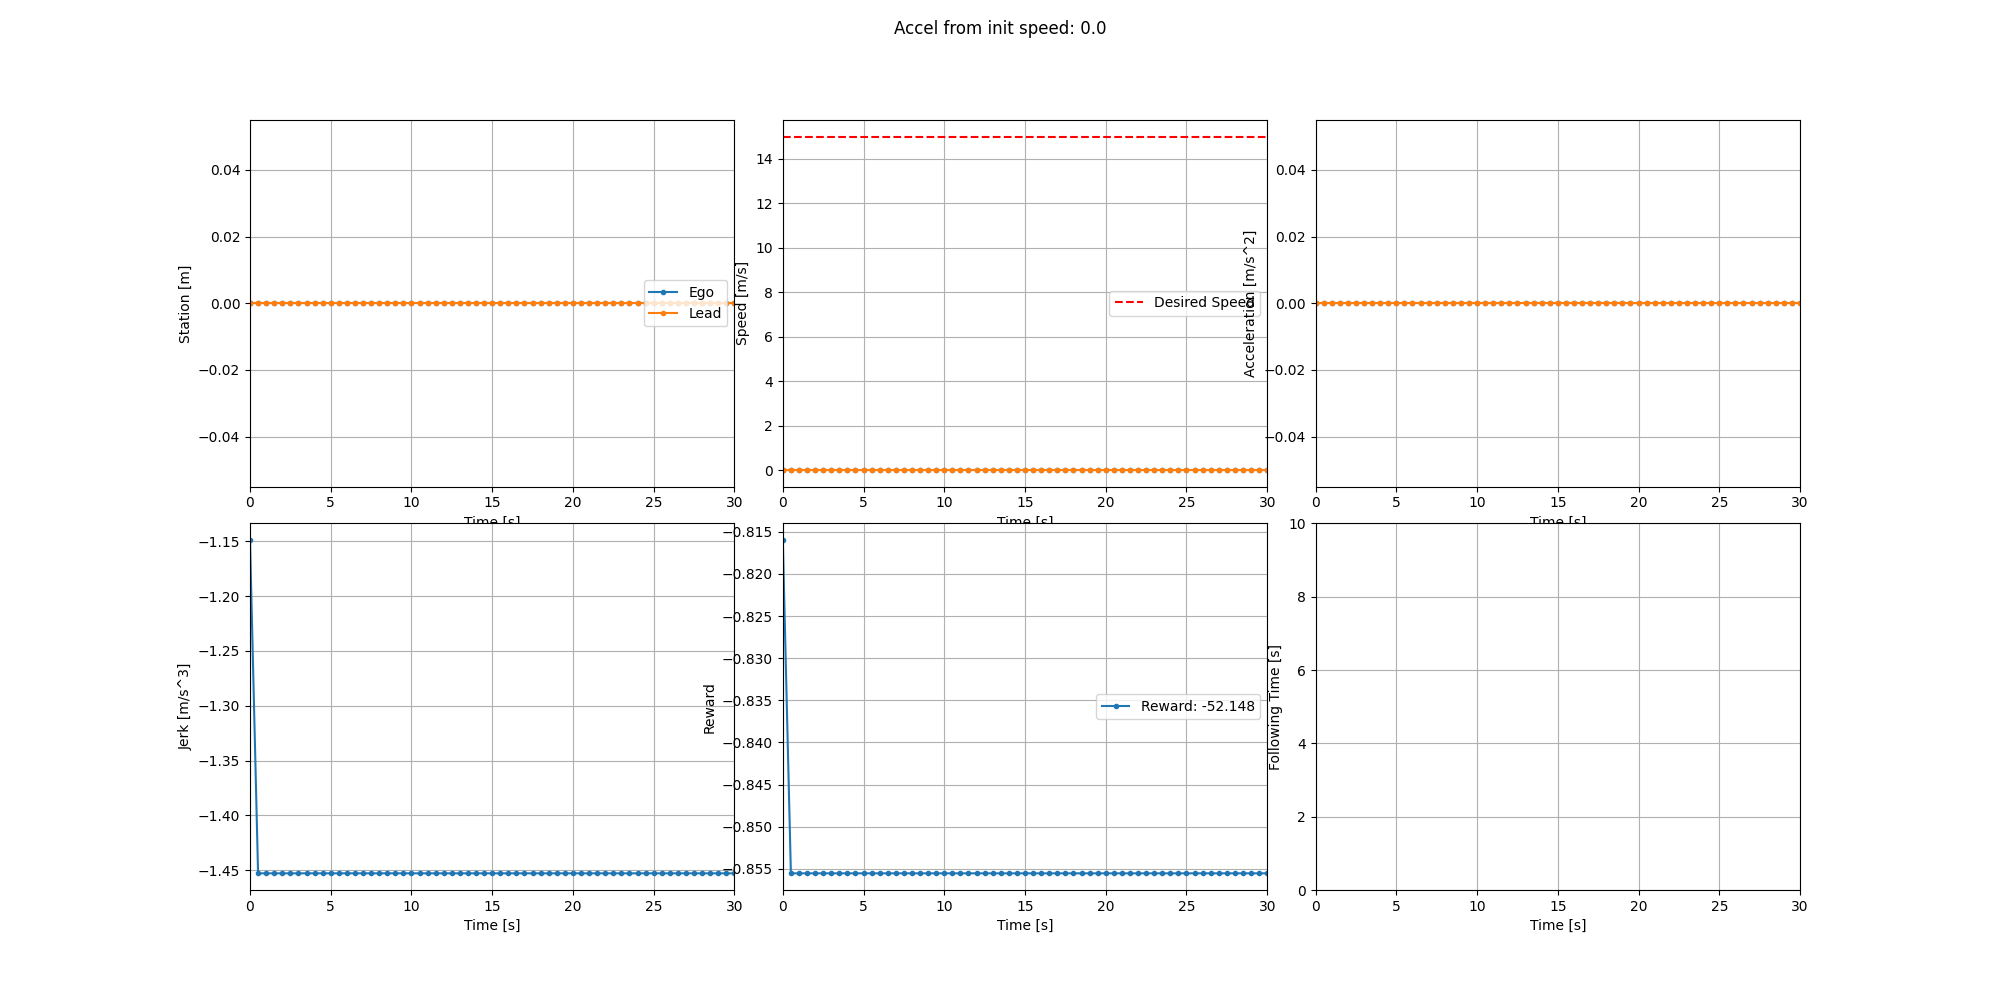 Accel from init speed: 0.0
0.04
0.02
0.00
−0.02
−0.04
Station [m]
Ego
Lead
0 5 10 15 20 25 30
Time [s]
14
12
10
8
6
4
2
0
Speed [m/s]
Desired Speed
0 5 10 15 20 25 30
Time [s]
0.04
0.02
0.00
−0.02
−0.04
Acceleration [m/s^2]
0 5 10 15 20 25 30
Time [s]
−1.15
−1.20
−1.25
−1.30
−1.35
−1.40
−1.45
Jerk [m/s^3]
0 5 10 15 20 25 30
Time [s]
−0.815
−0.820
−0.825
−0.830
−0.835
−0.840
−0.845
−0.850
−0.855
Reward
Reward: -52.148
0 5 10 15 20 25 30
Time [s]
10
8
6
4
2
0
Following Time [s]
0 5 10 15 20 25 30
Time [s]